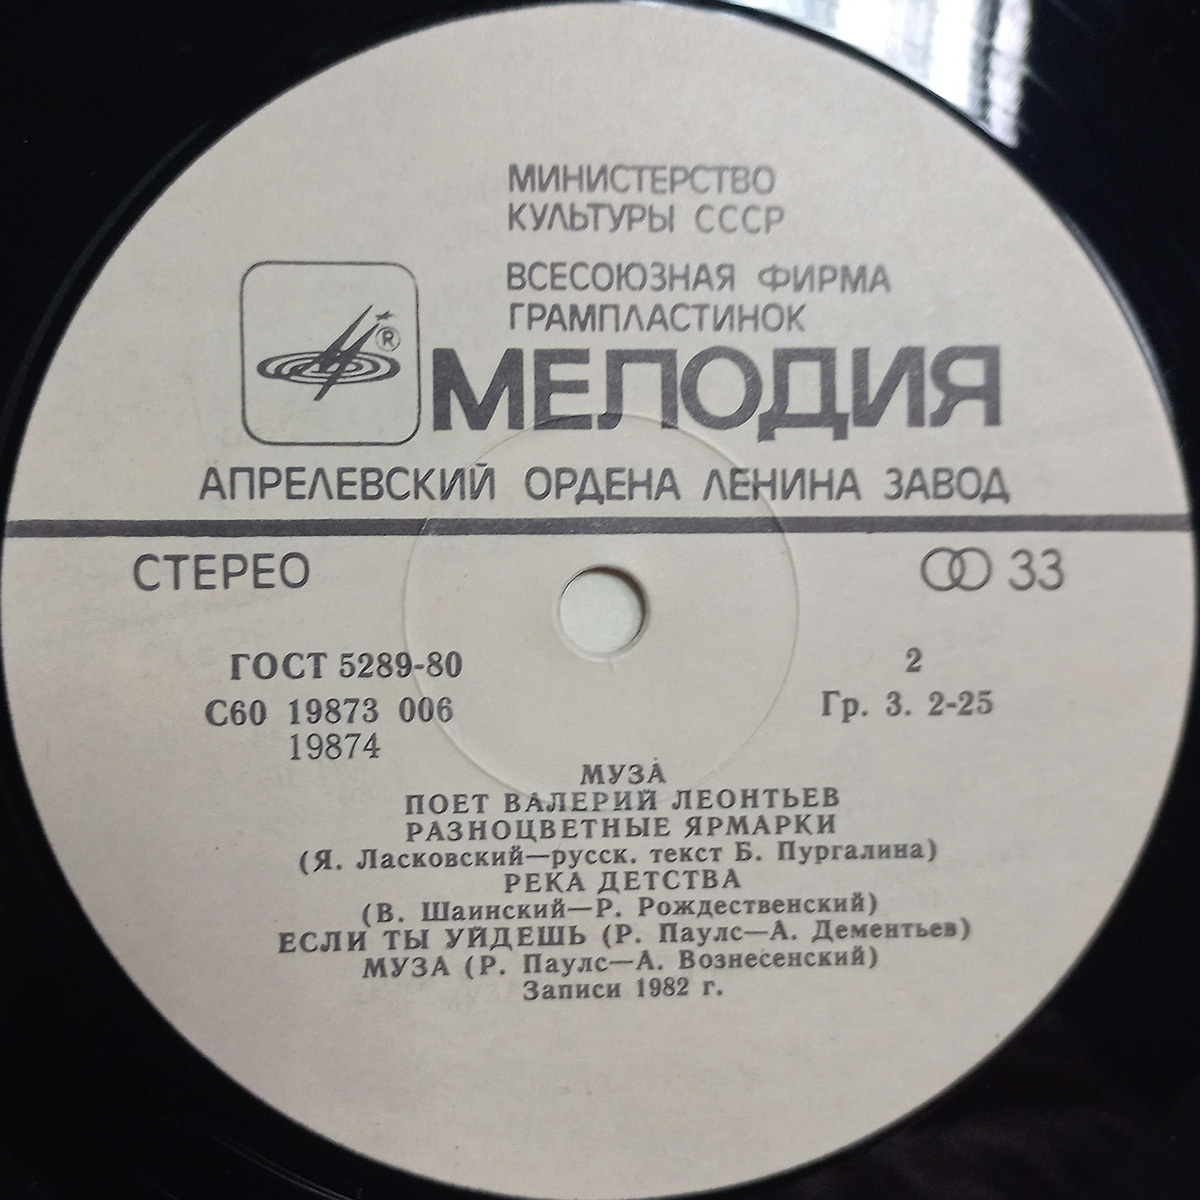 МИНИСТЕРСТВО
КУЛЬТУРЫ СССР
ВСЕСОЮЗНАЯ ФИРМА
ГРАМПЛАСТИНОК
®
МЕЛОДИЯ
АПРЕЛЕВСКИЙ ОРДЕНА ЛЕНИНА ЗАВОД
СТЕРЕО
33
ГОСТ 5289-80
2
С60 19873 006
Гр. 3. 2-25
19874
МУЗА
ПОЕТ ВАЛЕРИЙ ЛЕОНТЬЕВ
РАЗНОЦВЕТНЫЕ ЯРМАРКИ
(Я. Ласковский—русск. текст Б. Пургалина)
РЕКА ДЕТСТВА
(В. Шаинский—Р. Рождественский)
ЕСЛИ ТЫ УЙДЕШЬ (Р. Паулс—А. Дементьев)
МУЗА (Р. Паулс—А. Вознесенский)
Записи 1982 г.